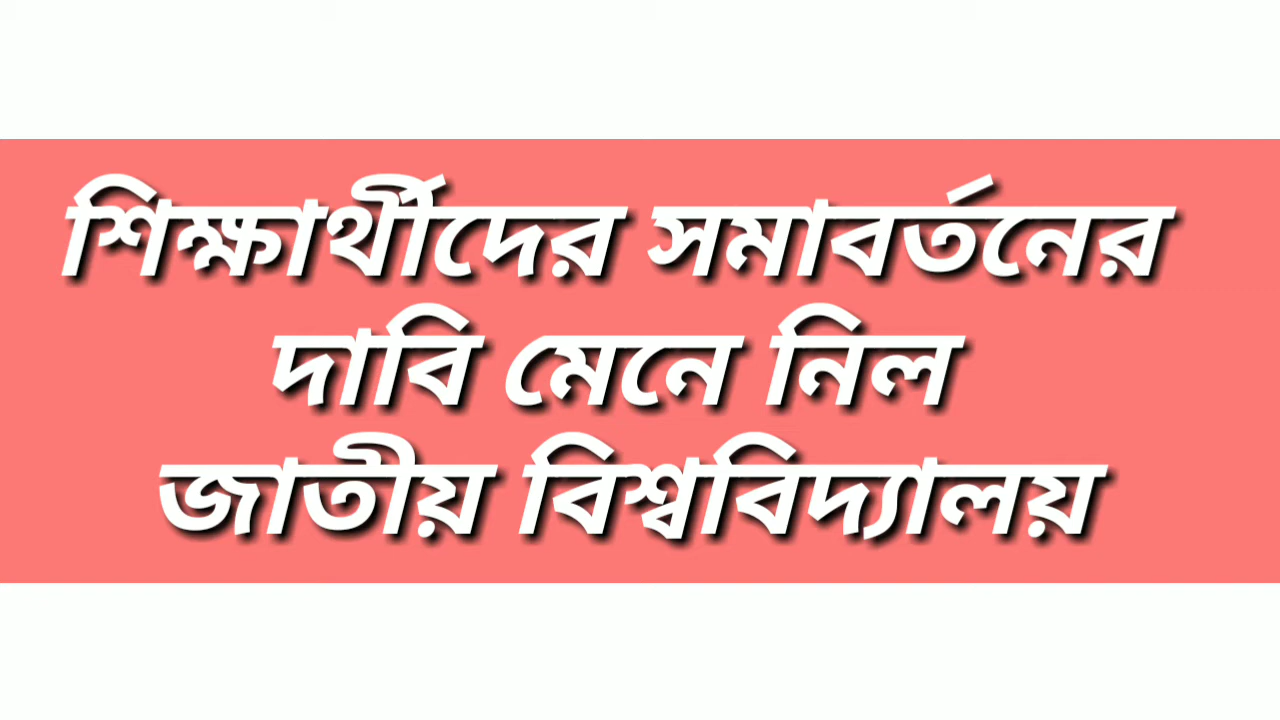 শিক্ষার্থীদের সমাবর্তনের
দাবি মেনে নিল
জাতীয় বিশ্ববিদ্যালয়